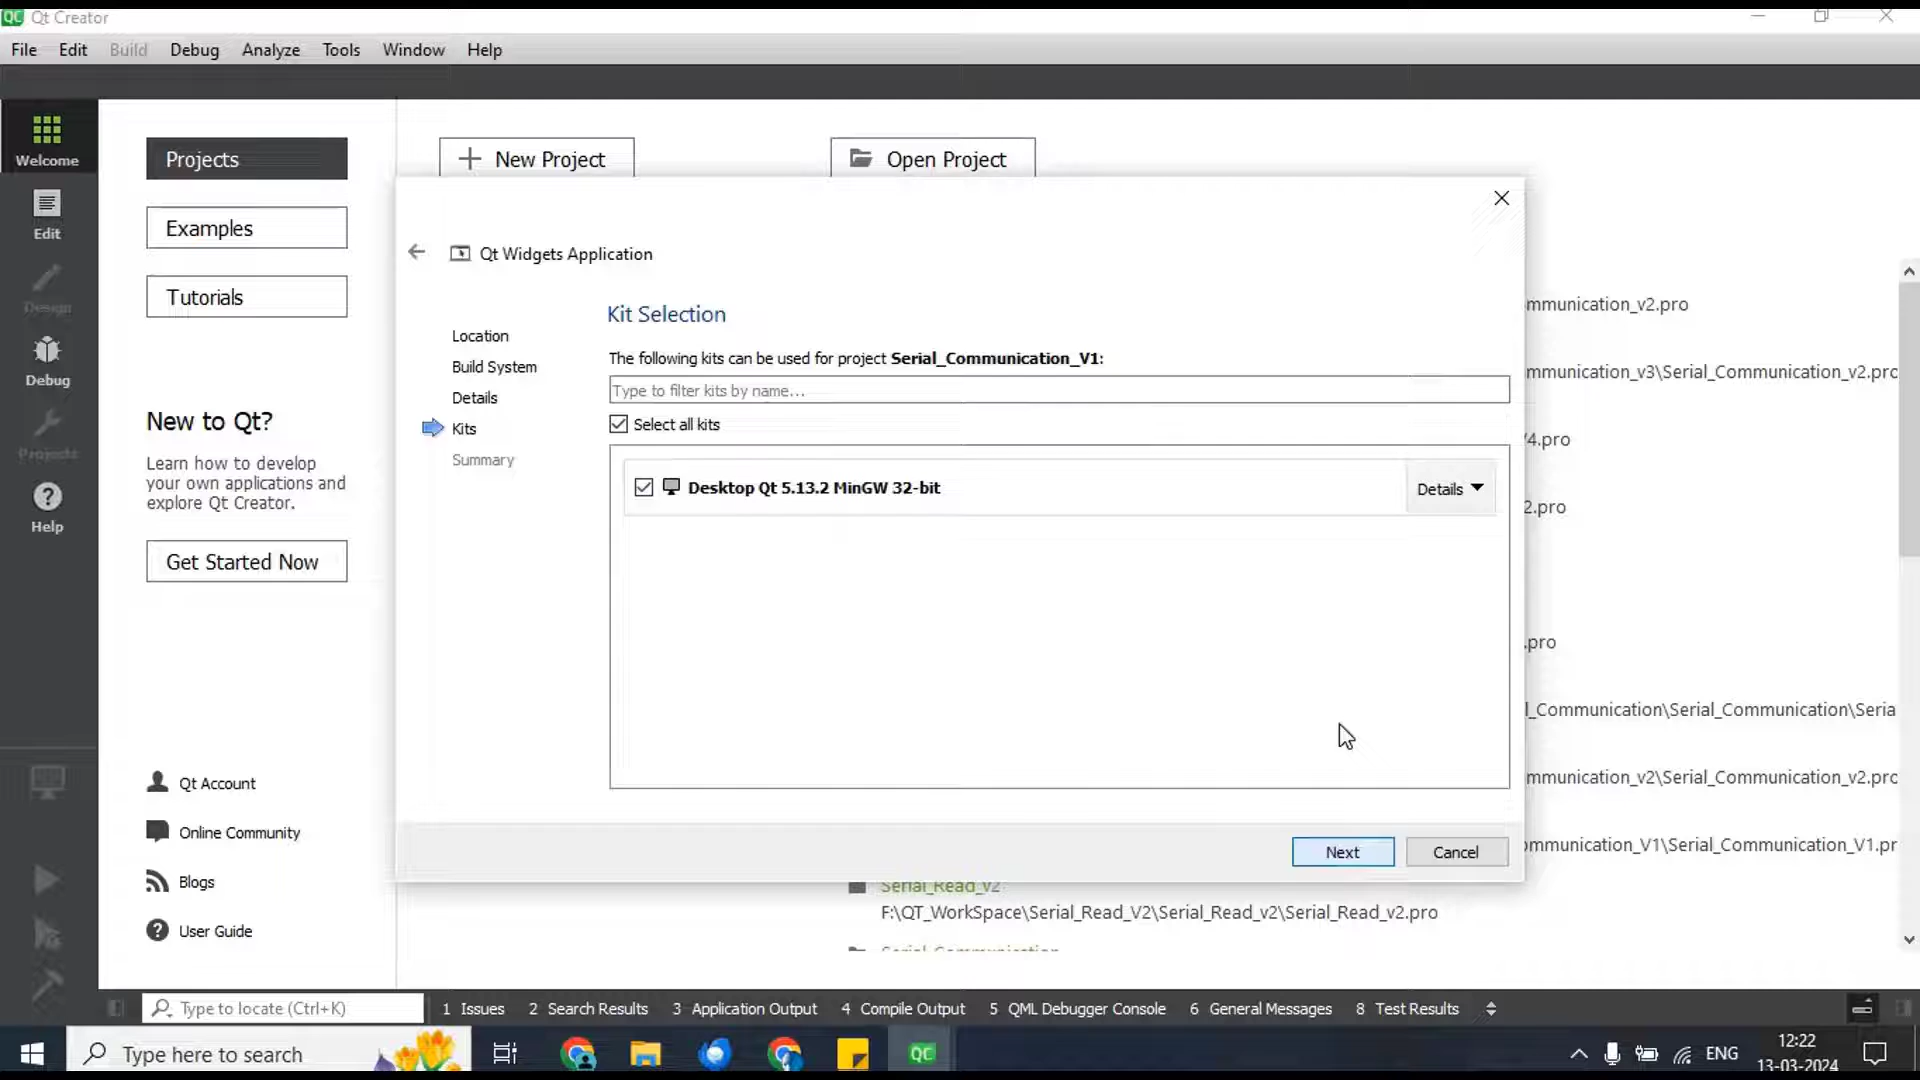 Qt Creator
File Edit Build Debug Analyze Tools Window Help
Welcome
Edit
Design
Debug
Projects
Help
Projects
Examples
Tutorials
New to Qt?
Learn how to develop
your own applications and
explore Qt Creator.
Get Started Now
Qt Account
Online Community
Blogs
User Guide
New Project
Open Project
Qt Widgets Application
Location
Build System
Details
Kits
Summary
Kit Selection
The following kits can be used for project Serial_Communication_V1:
Type to filter kits by name...
Select all kits
Desktop Qt 5.13.2 MinGW 32-bit
Details
Next
Cancel
mmunication_v2.pro
mmunication_v3\Serial_Communication_v2.pro
/4.pro
2.pro
.pro
l_Communication\Serial_Communication\Seria
mmunication_v2\Serial_Communication_v2.pro
mmunication_V1\Serial_Communication_V1.pr
Serial_Read_v2
F:\QT_WorkSpace\Serial_Read_V2\Serial_Read_v2\Serial_Read_v2.pro
Serial_Communication
Type to locate (Ctrl+K)
1 Issues 2 Search Results 3 Application Output 4 Compile Output 5 QML Debugger Console 6 General Messages 8 Test Results
Type here to search
QC
ENG
12:22
13-03-2024